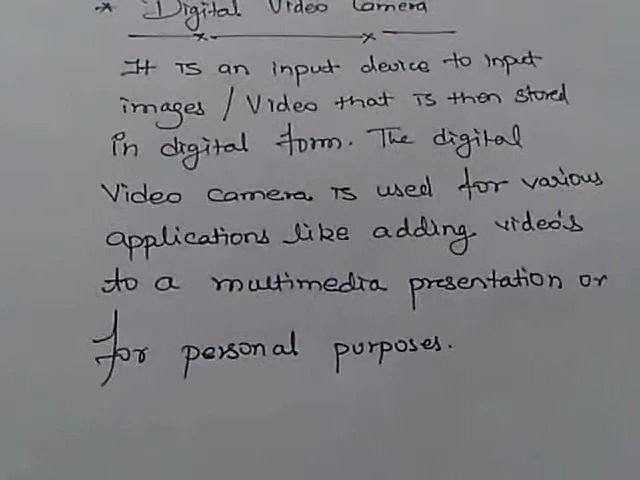 * Digital Video Camera
It is an input device to input
images / Video that is then stored
in digital form. The digital
Video camera is used for various
applications like adding video's
to a multimedia presentation or
for personal purposes.